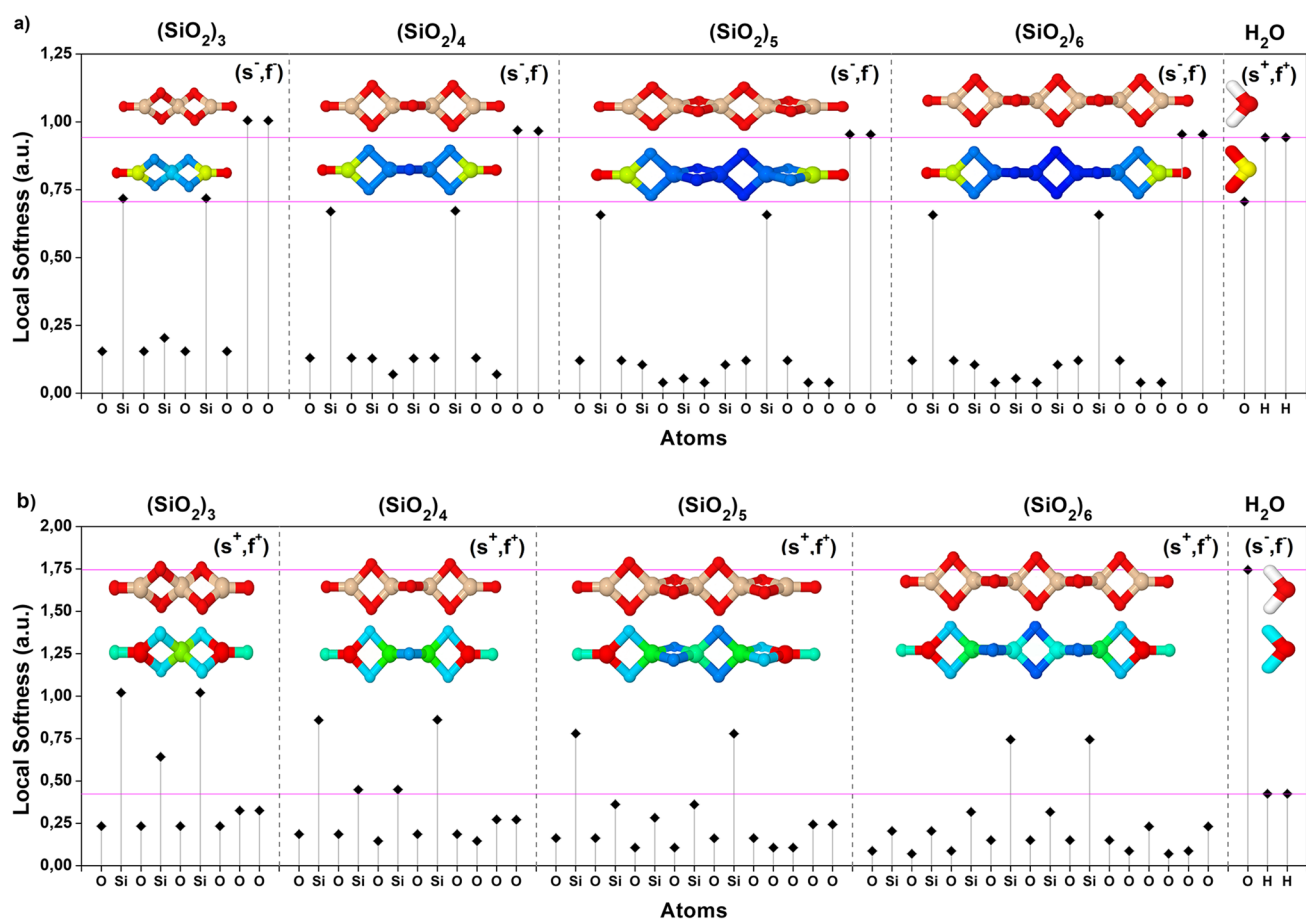 a)
(SiO₂)₃ (SiO₂)₄ (SiO₂)₅ (SiO₂)₆ H₂O
(s⁻,f⁻) (s⁻,f⁻) (s⁻,f⁻) (s⁻,f⁻) (s⁺,f⁺)
1,25
1,00
0,75
0,50
0,25
0,00
Local Softness (a.u.)
O Si O Si O Si O O O O Si O Si O Si O Si O O O O O Si O Si O Si O Si O Si O O O O O O Si O Si O Si O Si O Si O O O O O O H H
Atoms
b)
(SiO₂)₃ (SiO₂)₄ (SiO₂)₅ (SiO₂)₆ H₂O
(s⁺,f⁺) (s⁺,f⁺) (s⁺,f⁺) (s⁺,f⁺) (s⁻,f⁻)
2,00
1,75
1,50
1,25
1,00
0,75
0,50
0,25
0,00
Local Softness (a.u.)
O Si O Si O Si O O O O Si O Si O Si O Si O O O O O Si O Si O Si O Si O Si O O O O O O Si O Si O Si O Si O Si O Si O O O O O O O H H
Atoms